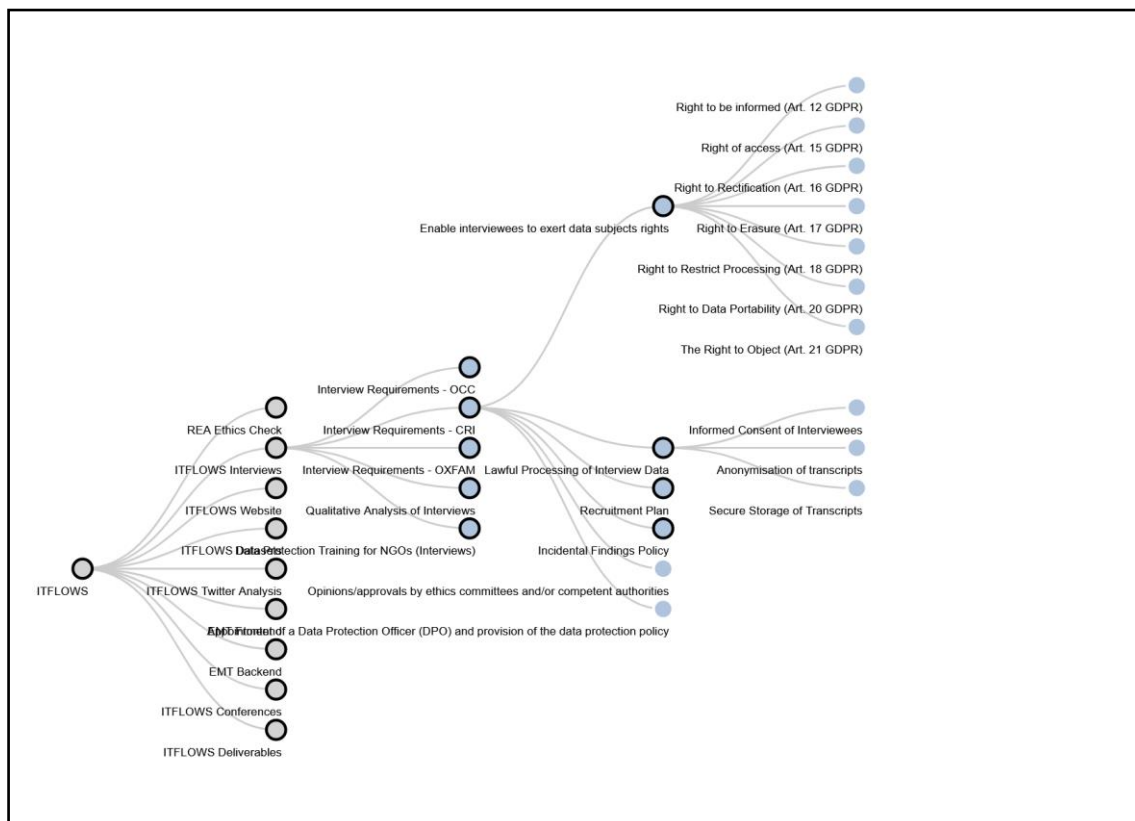 Right to be informed (Art. 12 GDPR)
Right of access (Art. 15 GDPR)
Right to Rectification (Art. 16 GDPR)
Enable interviewees to exert data subjects rights
Right to Erasure (Art. 17 GDPR)
Right to Restrict Processing (Art. 18 GDPR)
Right to Data Portability (Art. 20 GDPR)
The Right to Object (Art. 21 GDPR)
Interview Requirements - OCC
REA Ethics Check
Interview Requirements - CRI
Informed Consent of Interviewees
ITFLOWS Interviews
Interview Requirements - OXFAM
Lawful Processing of Interview Data
Anonymisation of transcripts
ITFLOWS Website
Qualitative Analysis of Interviews
Recruitment Plan
Secure Storage of Transcripts
ITFLOWS Datasets
Data Protection Training for NGOs (Interviews)
Incidental Findings Policy
ITFLOWS
ITFLOWS Twitter Analysis
Opinions/approvals by ethics committees and/or competent authorities
EMT Frontend
Appointment of a Data Protection Officer (DPO) and provision of the data protection policy
EMT Backend
ITFLOWS Conferences
ITFLOWS Deliverables